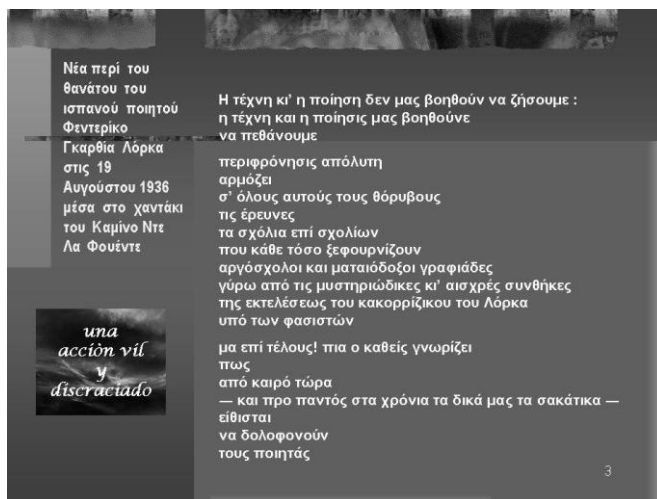 Νέα περί του
θανάτου του
ισπανού ποιητού
Φεντερίκο
Γκαρθία Λόρκα
στις 19
Αυγούστου 1936
μέσα στο χαντάκι
του Καμίνο Ντε
Λα Φουέντε
una
acciòn vil
y
discraciado
Η τέχνη κι' η ποίηση δεν μας βοηθούν να ζήσουμε :
η τέχνη και η ποίησις μας βοηθούνε
να πεθάνουμε
περιφρόνησις απόλυτη
αρμόζει
σ' όλους αυτούς τους θόρυβους
τις έρευνες
τα σχόλια επί σχολίων
που κάθε τόσο ξεφουρνίζουν
αργόσχολοι και ματαιόδοξοι γραφιάδες
γύρω από τις μυστηριώδικες κι' αισχρές συνθήκες
της εκτελέσεως του κακορρίζικου του Λόρκα
υπό των φασιστών
μα επί τέλους! πια ο καθείς γνωρίζει
πως
από καιρό τώρα
— και προ παντός στα χρόνια τα δικά μας τα σακάτικα —
είθισται
να δολοφονούν
τους ποιητάς
3